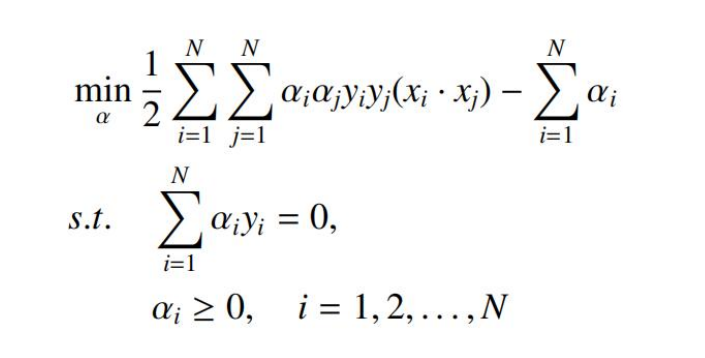 min_α 1/2 ∑_{i=1}^{N} ∑_{j=1}^{N} α_i α_j y_i y_j (x_i · x_j) − ∑_{i=1}^{N} α_i
s.t. ∑_{i=1}^{N} α_i y_i = 0,
α_i ≥ 0, i = 1, 2, . . . , N